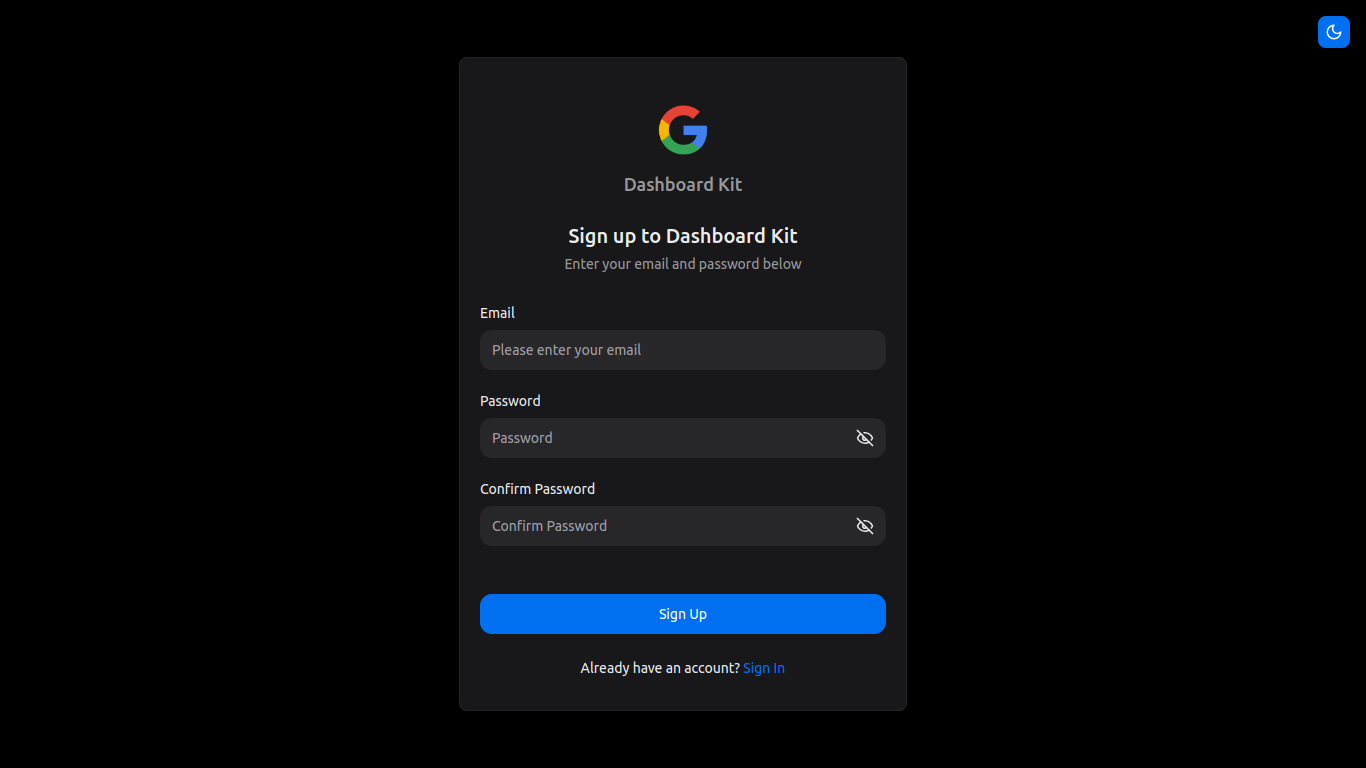 Dashboard Kit
Sign up to Dashboard Kit
Enter your email and password below
Email
Please enter your email
Password
Password
Confirm Password
Confirm Password
Sign Up
Already have an account? Sign In